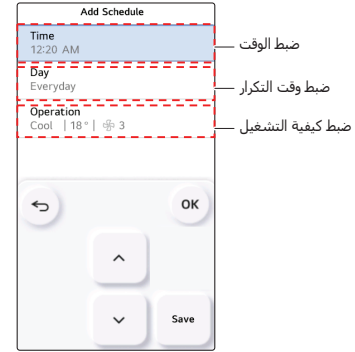 Add Schedule
Time
12:20 AM
ضبط الوقت
Day
Everyday
ضبط وقت التكرار
Operation
Cool | 18° | 3
ضبط كيفية التشغيل
OK
Save